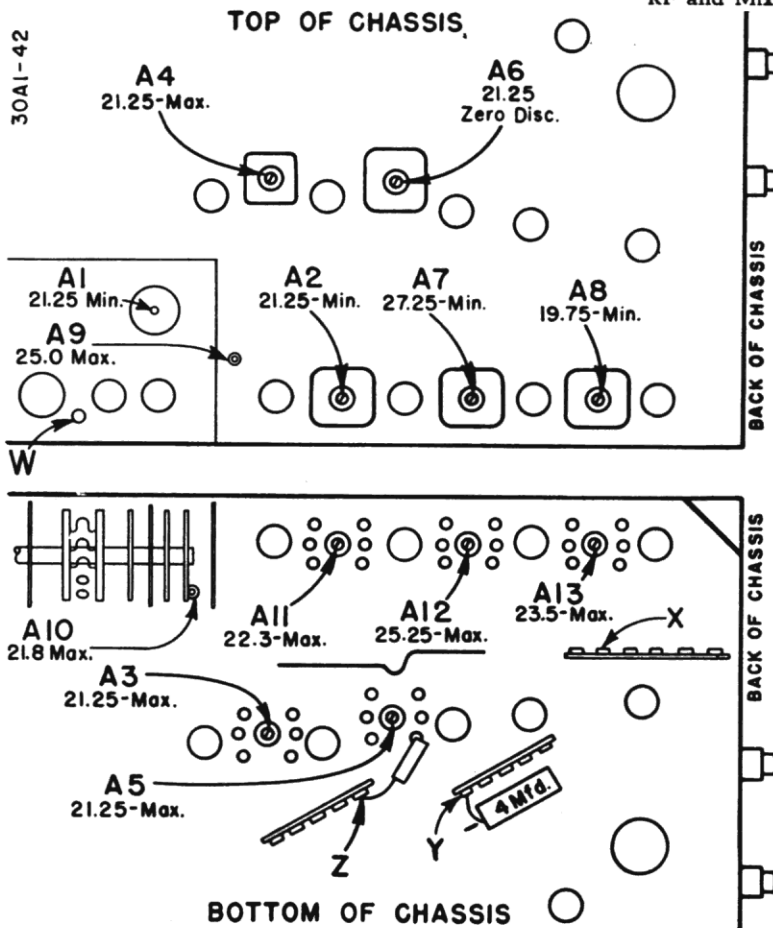 RF and
TOP OF CHASSIS
30A1-42
A4
21.25-Max.
A6
21.25
Zero Disc.
A1
21.25 Min.
A9
25.0 Max.
A2
21.25-Min.
A7
27.25-Min.
A8
19.75-Min.
W
BACK OF CHASSIS
A10
21.8 Max.
A11
22.3-Max.
A12
25.25-Max.
A13
23.5-Max.
X
BACK OF CHASSIS
A3
21.25-Max.
A5
21.25-Max.
Z
Y
4 Mfd.
BOTTOM OF CHASSIS